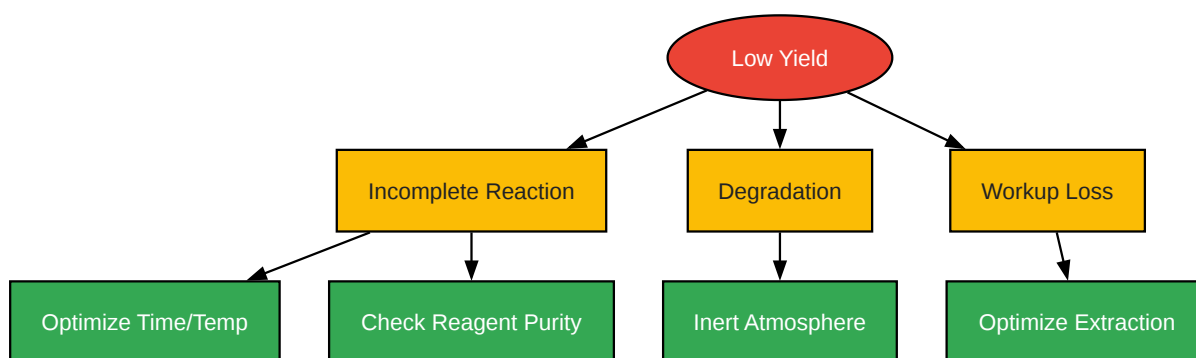 Low Yield
Incomplete Reaction
Degradation
Workup Loss
Optimize Time/Temp
Check Reagent Purity
Inert Atmosphere
Optimize Extraction